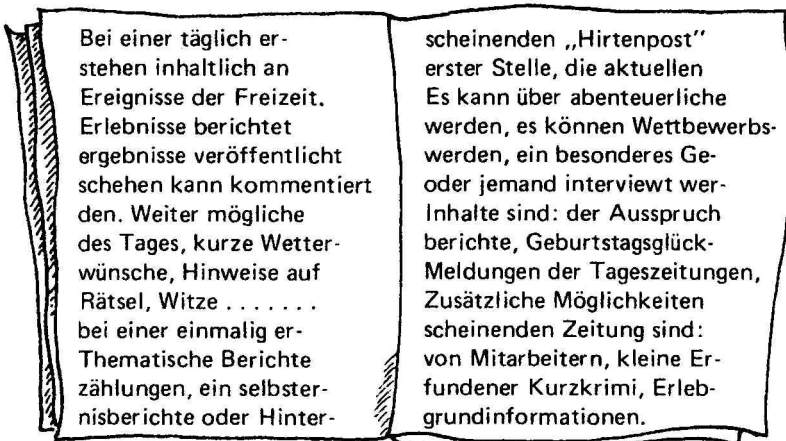 Bei einer täglich er- scheinenden „Hirtenpost”
stehen inhaltlich an erster Stelle, die aktuellen
Ereignisse der Freizeit. Es kann über abenteuerliche
Erlebnisse berichtet werden, es können Wettbewerbs-
ergebnisse veröffentlicht werden, ein besonderes Ge-
schehen kann kommentiert oder jemand interviewt wer-
den. Weiter mögliche Inhalte sind: der Ausspruch
des Tages, kurze Wetter- berichte, Geburtstagsglück-
wünsche, Hinweise auf Meldungen der Tageszeitungen,
Rätsel, Witze . . . . . . . Zusätzliche Möglichkeiten
bei einer einmalig er- scheinenden Zeitung sind:
Thematische Berichte von Mitarbeitern, kleine Er-
zählungen, ein selbster- fundener Kurzkrimi, Erleb-
nisberichte oder Hinter- grundinformationen.